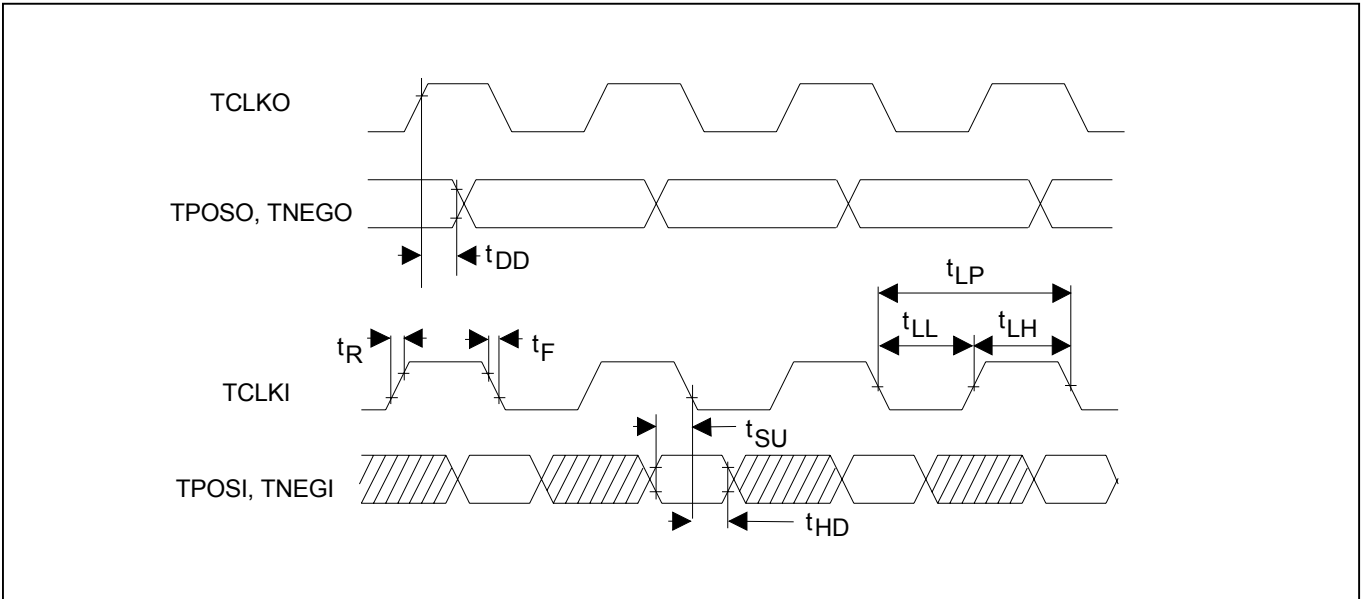 TCLKO
TPOSO, TNEGO
tDD
tLP
tLL
tLH
tR
tF
TCLKI
tSU
TPOSI, TNEGI
tHD